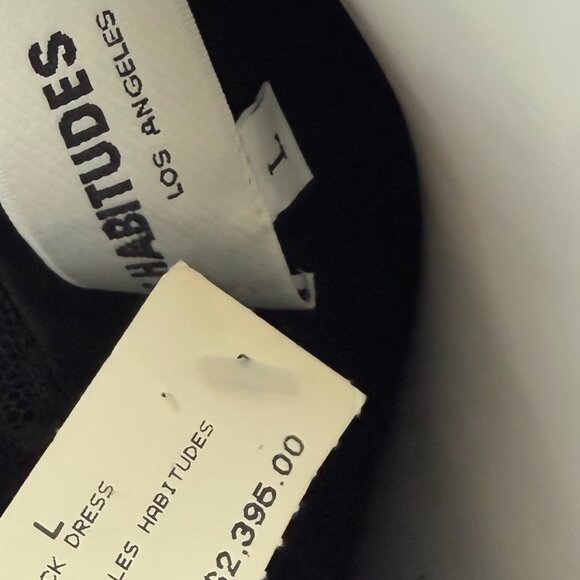 HABITUDES
LOS ANGELES
L
L
CK DRESS
LES HABITUDES
$2,395.00